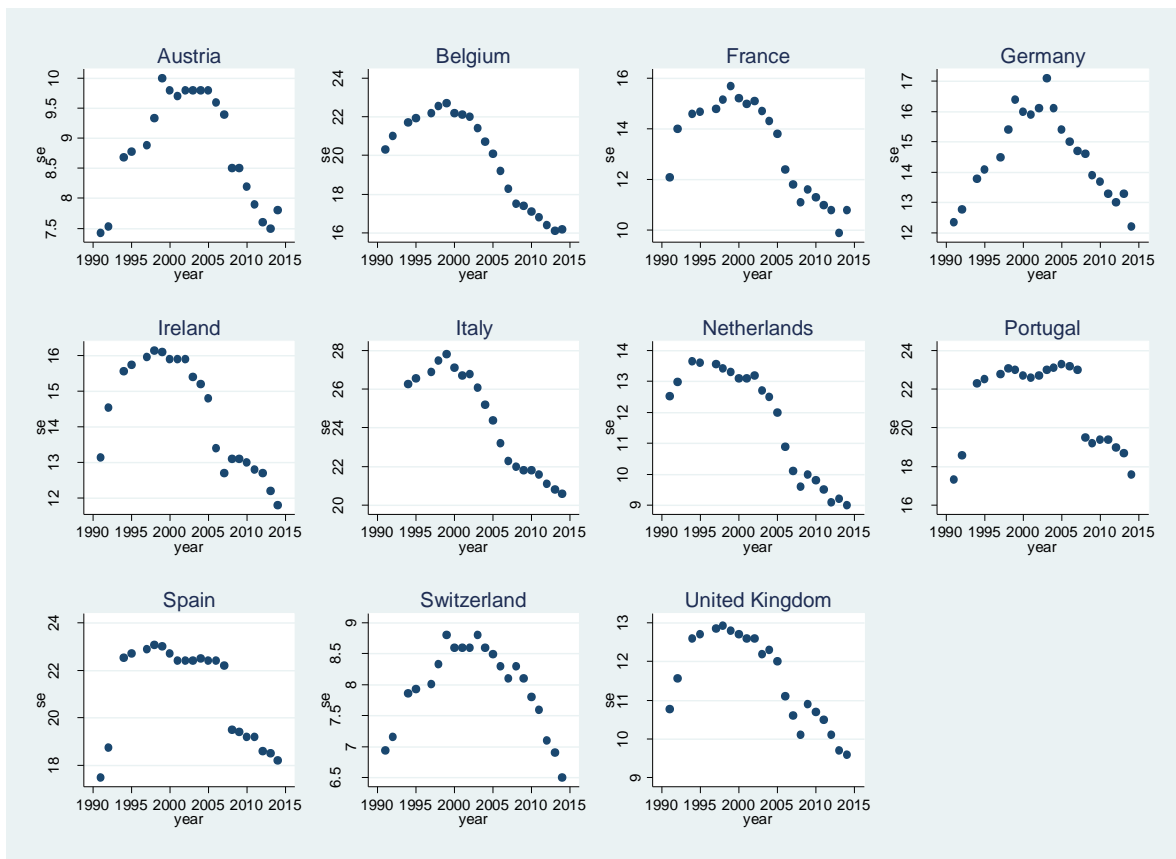 Austria
7.5 8 8.5 9 9.5 10
se
1990 1995 2000 2005 2010 2015
year
Belgium
16 18 20 22 24
se
1990 1995 2000 2005 2010 2015
year
France
10 12 14 16
se
1990 1995 2000 2005 2010 2015
year
Germany
12 13 14 15 16 17
se
1990 1995 2000 2005 2010 2015
year
Ireland
12 13 14 15 16
se
1990 1995 2000 2005 2010 2015
year
Italy
20 22 24 26 28
se
1990 1995 2000 2005 2010 2015
year
Netherlands
9 10 11 12 13 14
se
1990 1995 2000 2005 2010 2015
year
Portugal
16 18 20 22 24
se
1990 1995 2000 2005 2010 2015
year
Spain
18 20 22 24
se
1990 1995 2000 2005 2010 2015
year
Switzerland
6.5 7 7.5 8 8.5 9
se
1990 1995 2000 2005 2010 2015
year
United Kingdom
9 10 11 12 13
se
1990 1995 2000 2005 2010 2015
year